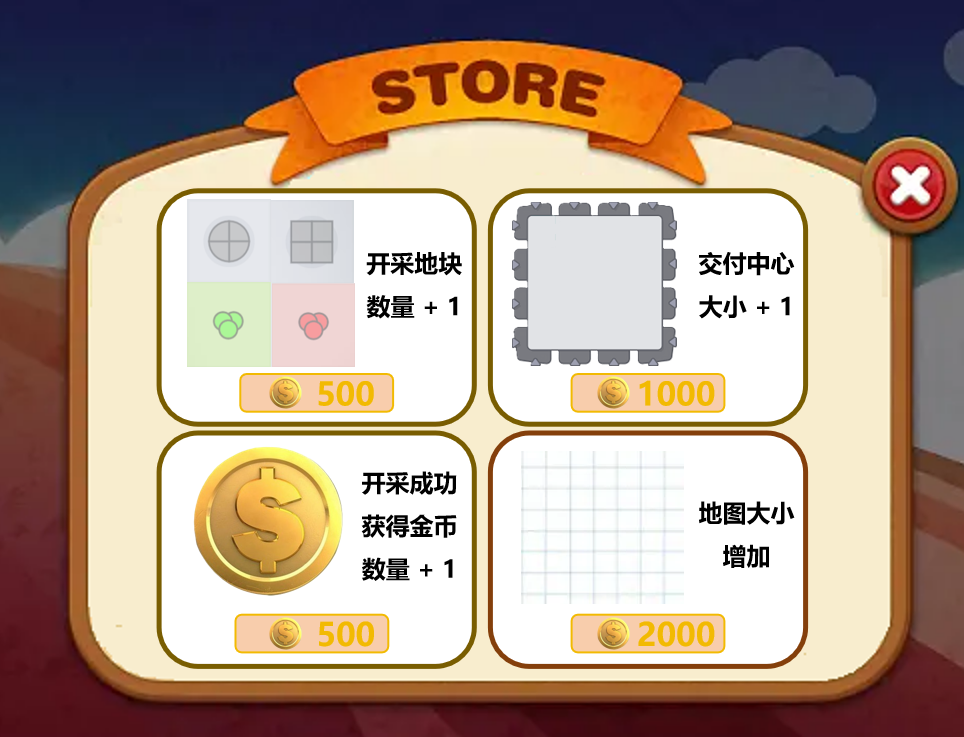 STORE
开采地块
数量 + 1
500
交付中心
大小 + 1
1000
开采成功
获得金币
数量 + 1
500
地图大小
增加
2000